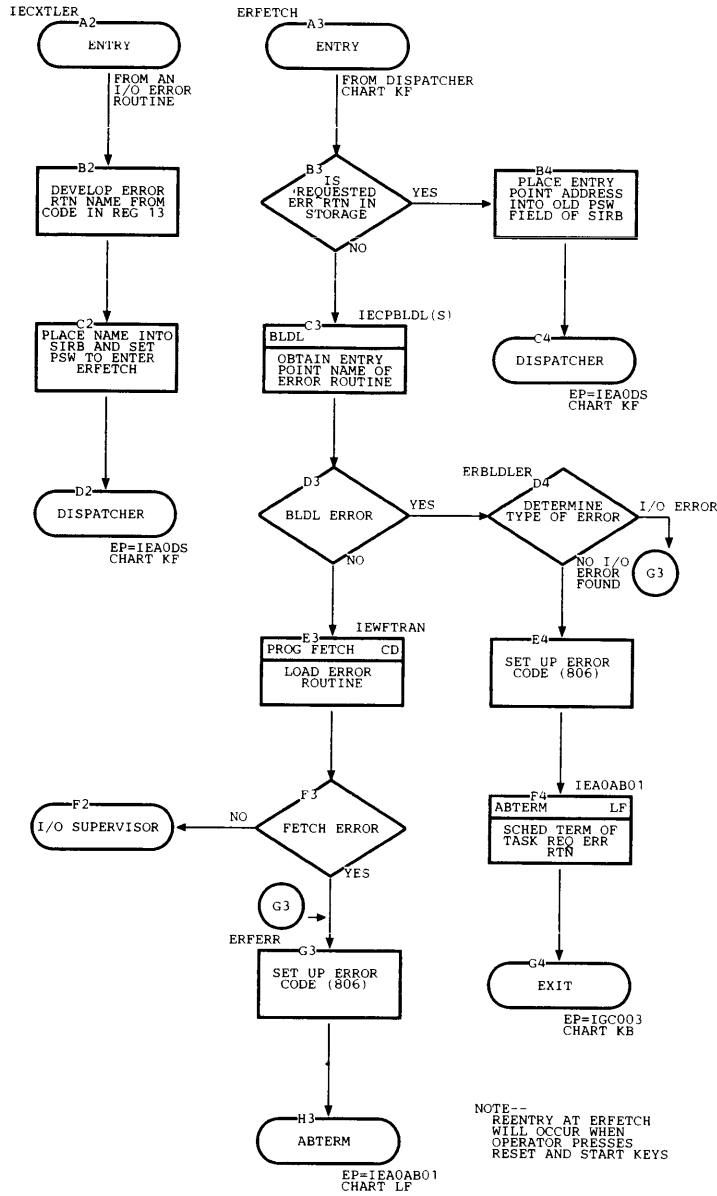 IECXTLER
A2
ENTRY
FROM AN
I/O ERROR
ROUTINE
B2
DEVELOP ERROR
RTN NAME FROM
CODE IN REG 13
C2
PLACE NAME INTO
SIRB AND SET
PSW TO ENTER
ERFETCH
D2
DISPATCHER
EP=IEA0DS
CHART KF
ERFETCH
A3
ENTRY
FROM DISPATCHER
CHART KF
B3
IS
REQUESTED
ERR RTN IN
STORAGE
YES
NO
B4
PLACE ENTRY
POINT ADDRESS
INTO OLD PSW
FIELD OF SIRB
C4
DISPATCHER
EP=IEA0DS
CHART KF
IECPBLDL(S)
C3
BLDL
OBTAIN ENTRY
POINT NAME OF
ERROR ROUTINE
D3
BLDL ERROR
YES
NO
ERBLDLER
D4
DETERMINE
TYPE OF ERROR
I/O ERROR
G3
NO I/O
ERROR
FOUND
IEWFTRAN
E3
PROG FETCH CD
LOAD ERROR
ROUTINE
E4
SET UP ERROR
CODE (806)
F3
FETCH ERROR
NO
YES
F2
I/O SUPERVISOR
IEA0AB01
F4
ABTERM LF
SCHED TERM OF
TASK REQ ERR
RTN
G3
ERFERR
G3
SET UP ERROR
CODE (806)
G4
EXIT
EP=IGC003
CHART KB
H3
ABTERM
EP=IEA0AB01
CHART LF
NOTE--
REENTRY AT ERFETCH
WILL OCCUR WHEN
OPERATOR PRESSES
RESET AND START KEYS